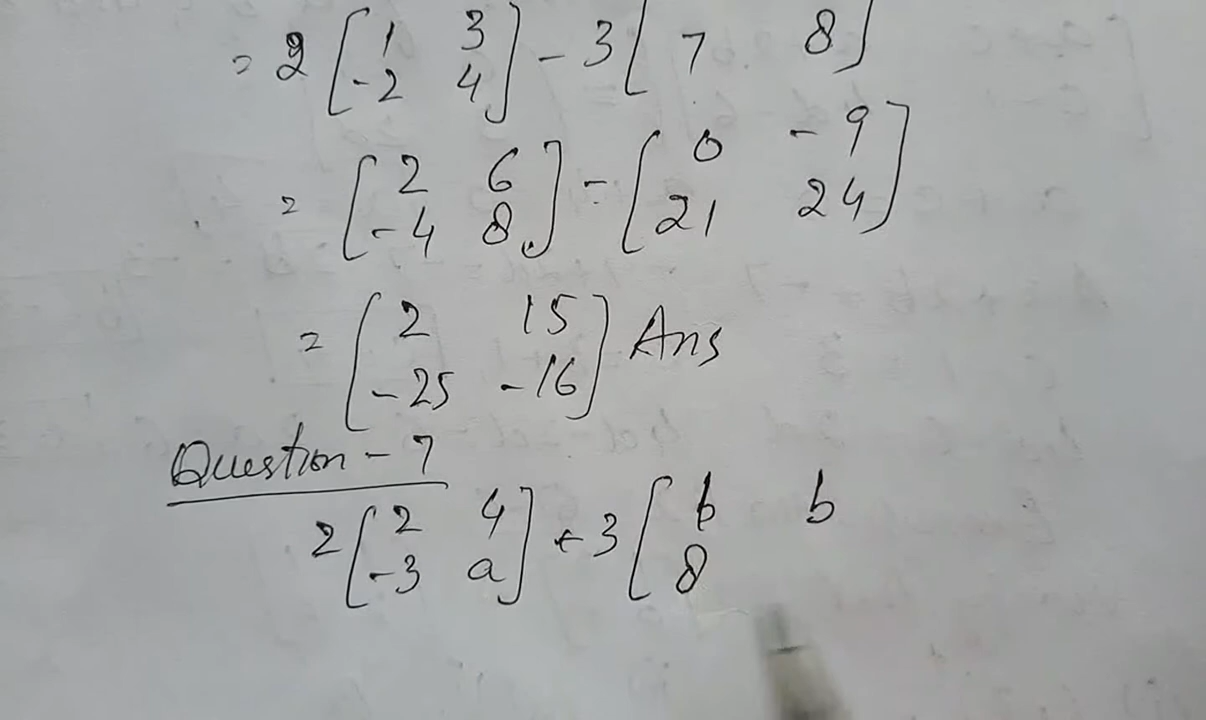 = 2 [ 1 3 ] - 3 [ 7 8 ]
-2 4
= [ 2 6 ] - [ 0 -9 ]
-4 8 21 24
= [ 2 15 ] Ans
-25 -16
Question - 7
2 [ 2 4 ] + 3 [ b b
-3 a 8